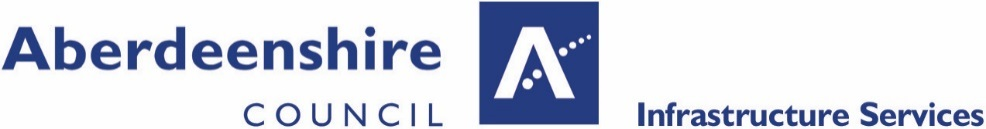 Aberdeenshire
COUNCIL
Infrastructure Services